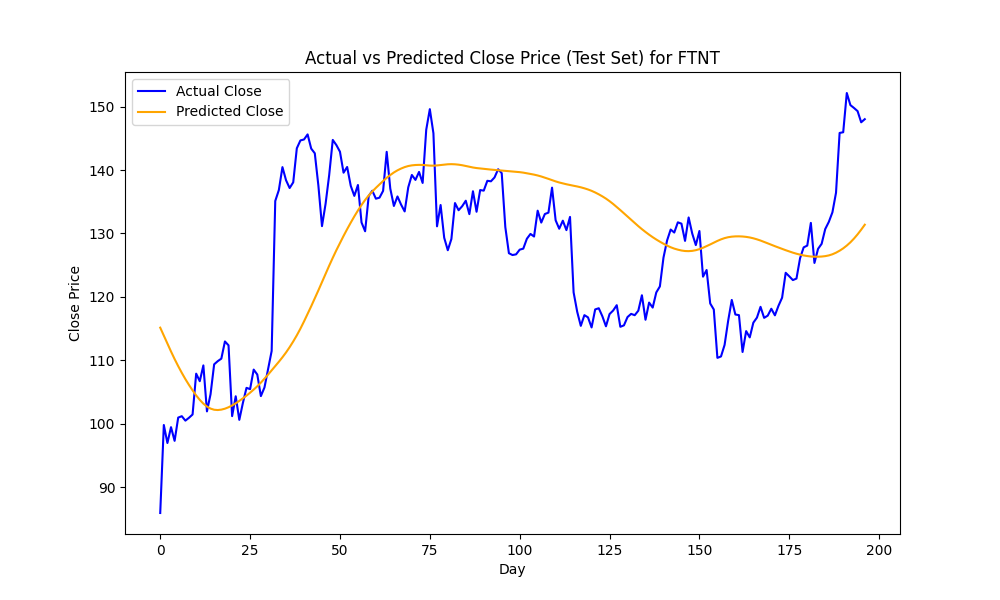 Actual vs Predicted Close Price (Test Set) for FTNT
Actual Close
Predicted Close
150
140
130
120
110
100
90
Close Price
0 25 50 75 100 125 150 175 200
Day